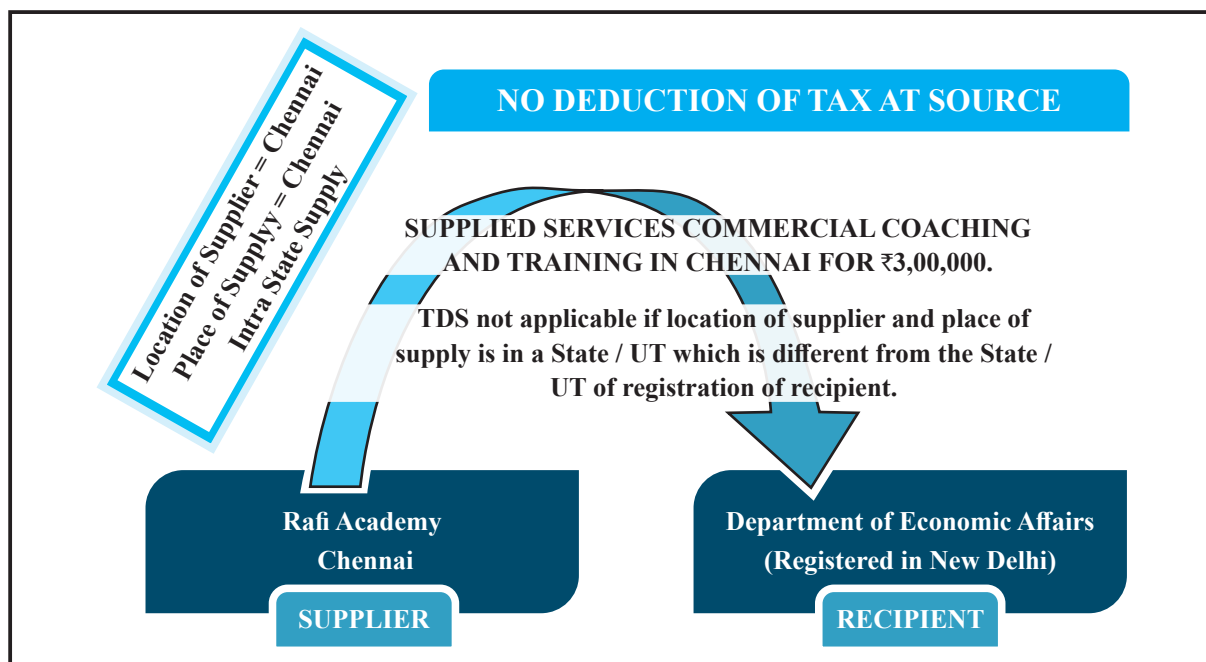 Location of Supplier = Chennai
Place of Supplyy = Chennai
Intra State Supply
NO DEDUCTION OF TAX AT SOURCE
SUPPLIED SERVICES COMMERCIAL COACHING
AND TRAINING IN CHENNAI FOR ₹3,00,000.
TDS not applicable if location of supplier and place of
supply is in a State / UT which is different from the State /
UT of registration of recipient.
Rafi Academy
Chennai
SUPPLIER
Department of Economic Affairs
(Registered in New Delhi)
RECIPIENT